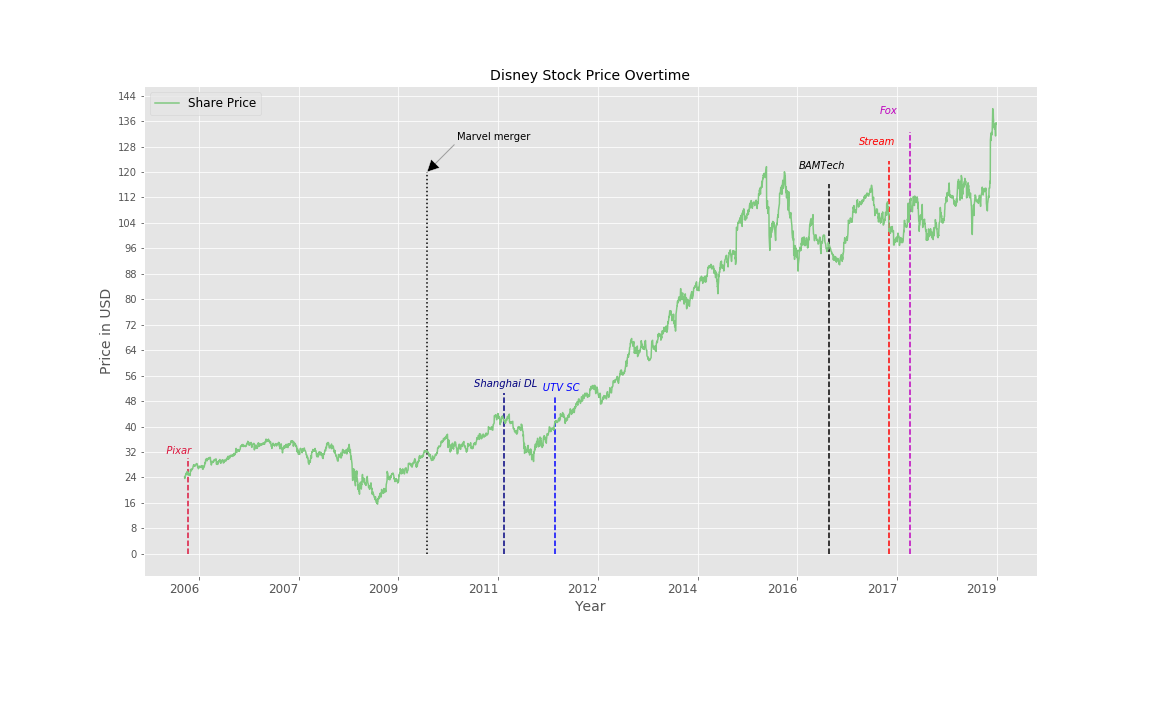 Disney Stock Price Overtime
Share Price
144
136
128
120
112
104
96
88
80
72
64
56
48
40
32
24
16
8
0
Price in USD
Fox
Marvel merger
Stream
BAMTech
Shanghai DL
UTV SC
Pixar
2006 2007 2009 2011 2012 2014 2016 2017 2019
Year